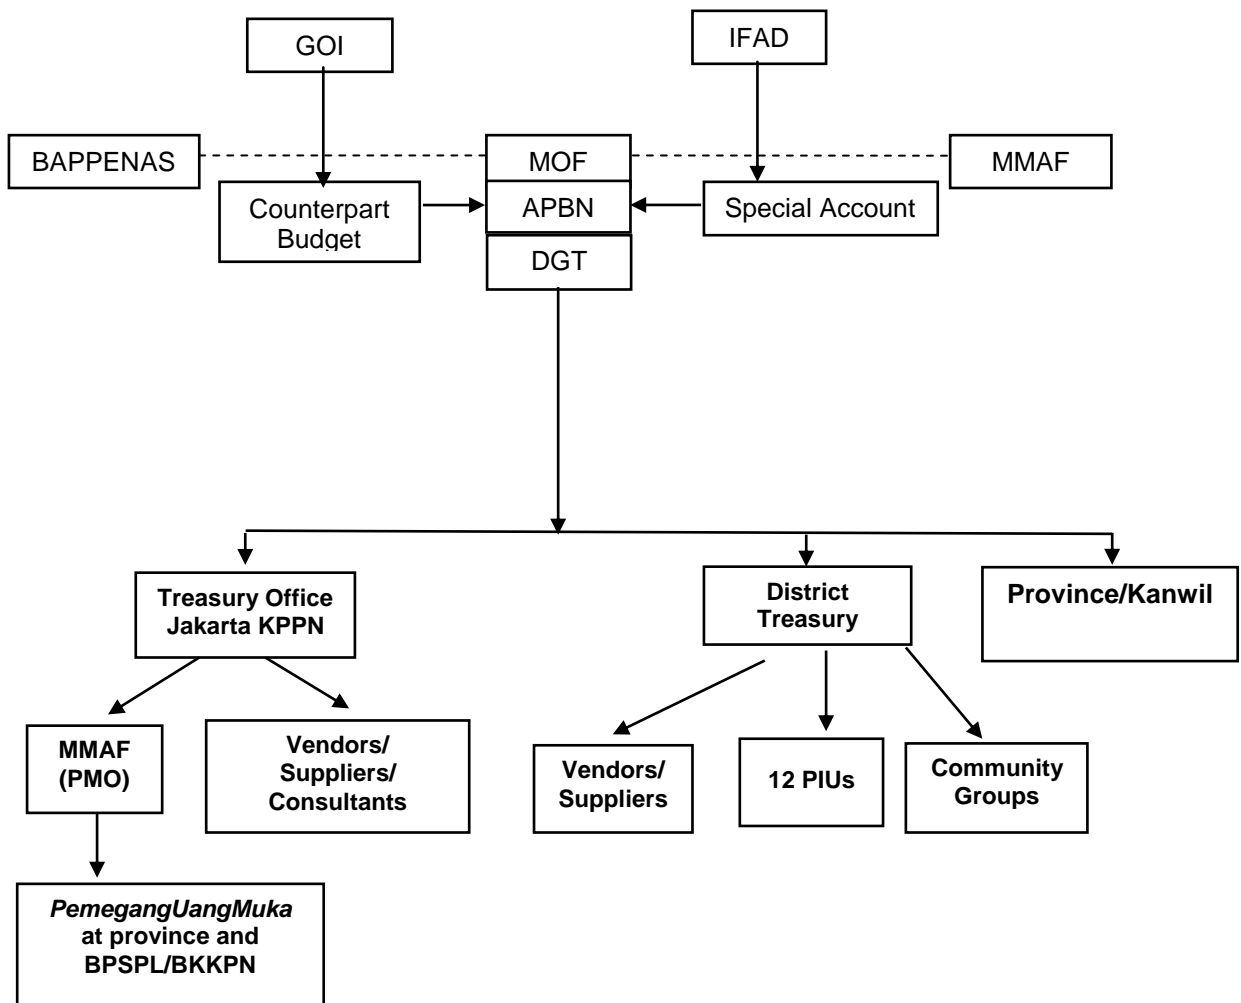 GOI
IFAD
BAPPENAS
MOF
MMAF
Counterpart
Budget
APBN
Special Account
DGT
Treasury Office
Jakarta KPPN
District
Treasury
Province/Kanwil
MMAF
(PMO)
Vendors/
Suppliers/
Consultants
Vendors/
Suppliers
12 PIUs
Community
Groups
PemegangUangMuka
at province and
BPSPL/BKKPN